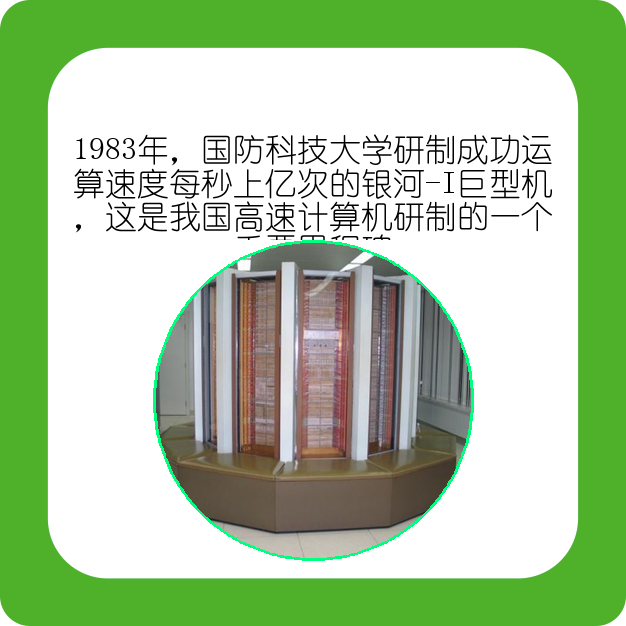 1983年，国防科技大学研制成功运
算速度每秒上亿次的银河-I巨型机
，这是我国高速计算机研制的一个